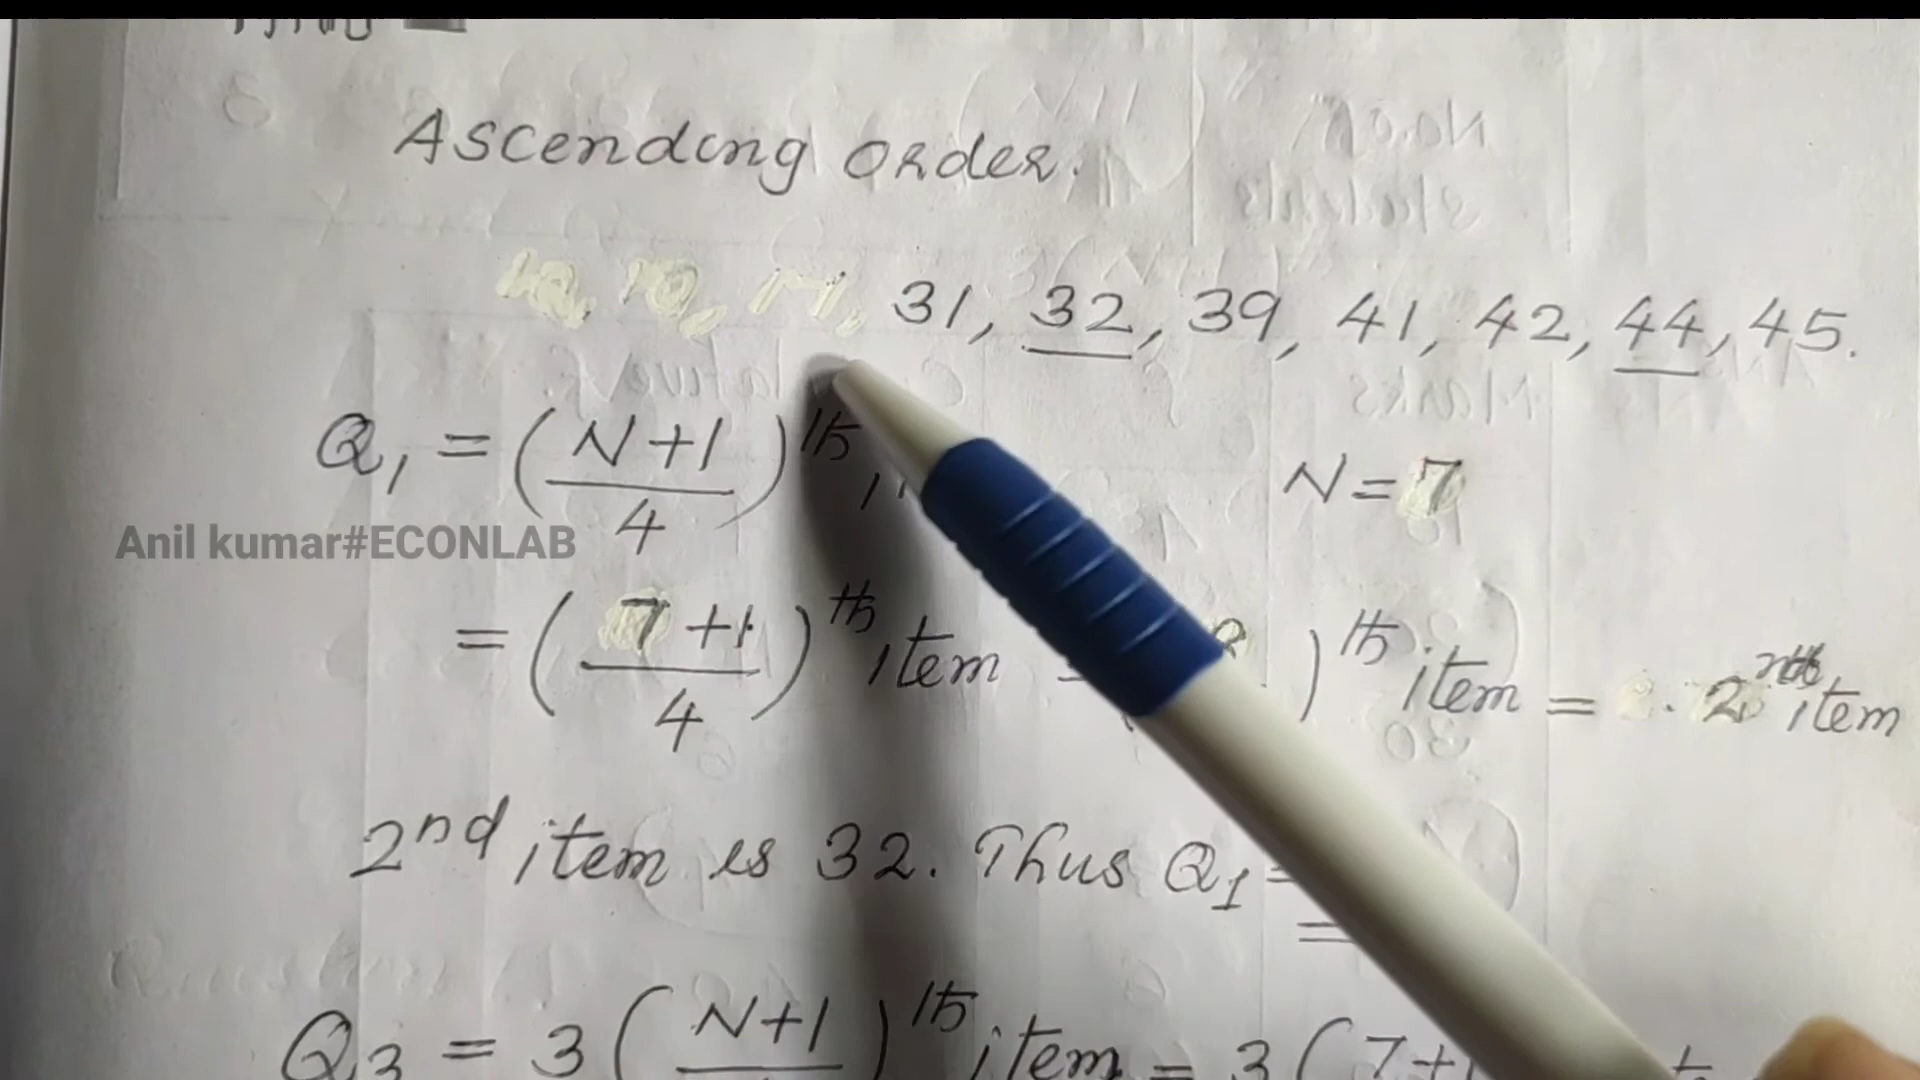 Ascending order.
31, 32, 39, 41, 42, 44, 45.
Q1 = (N+1/4)th N = 7
Anil kumar#ECONLAB
= (7+1/4)th item )th item = 2nd item
2nd item is 32. Thus Q1 =
Q3 = 3(N+1 )th item = 3(7+1